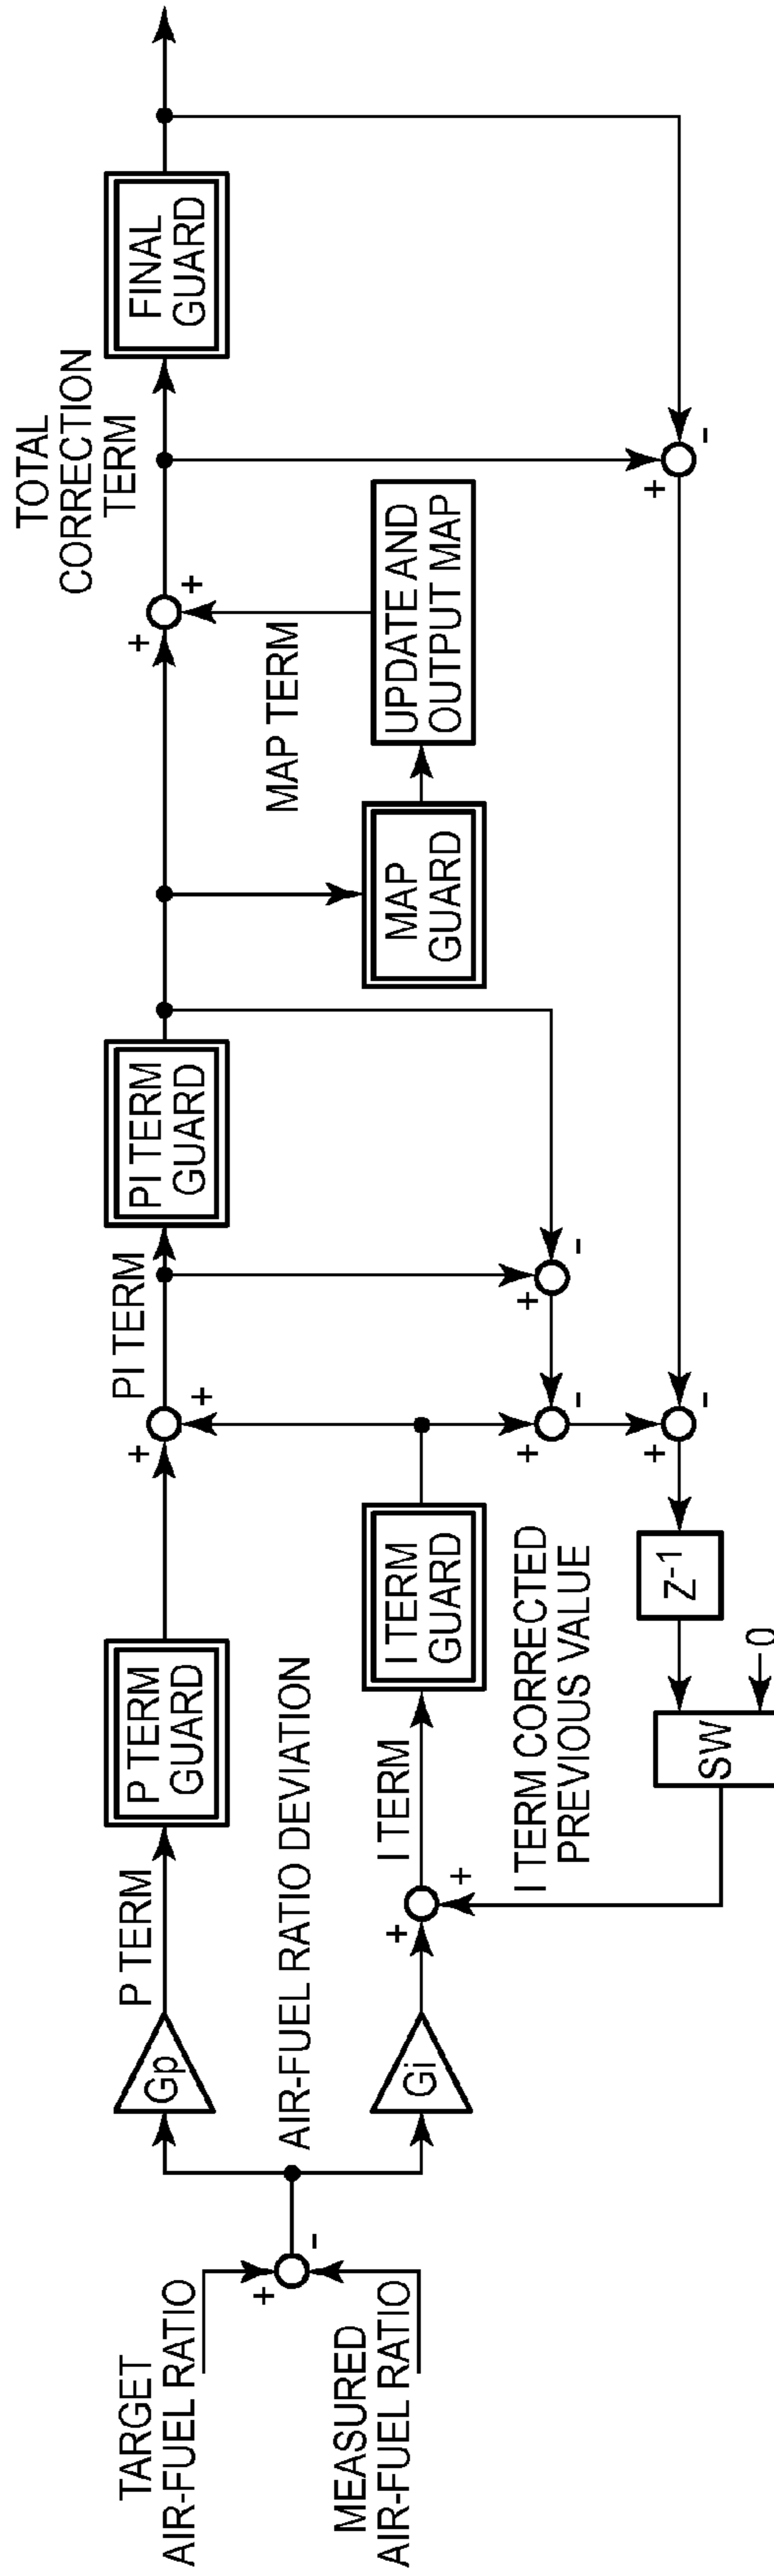 TARGET
AIR-FUEL RATIO
+
-
MEASURED
AIR-FUEL RATIO
AIR-FUEL RATIO DEVIATION
Gp
P TERM
P TERM
GUARD
+
+
PI TERM
PI TERM
GUARD
+
+
TOTAL
CORRECTION
TERM
FINAL
GUARD
Gi
+
+
I TERM
I TERM
GUARD
+
-
+
-
MAP
GUARD
MAP TERM
UPDATE AND
OUTPUT MAP
I TERM CORRECTED
PREVIOUS VALUE
SW
0
Z-1
+
-
+
-